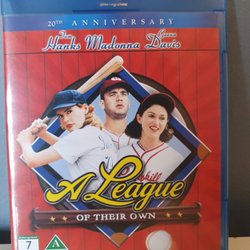 20TH ANNIVERSARY
Tom Geena
Hanks Madonna Davis
A League
OF THEIR OWN
7
A